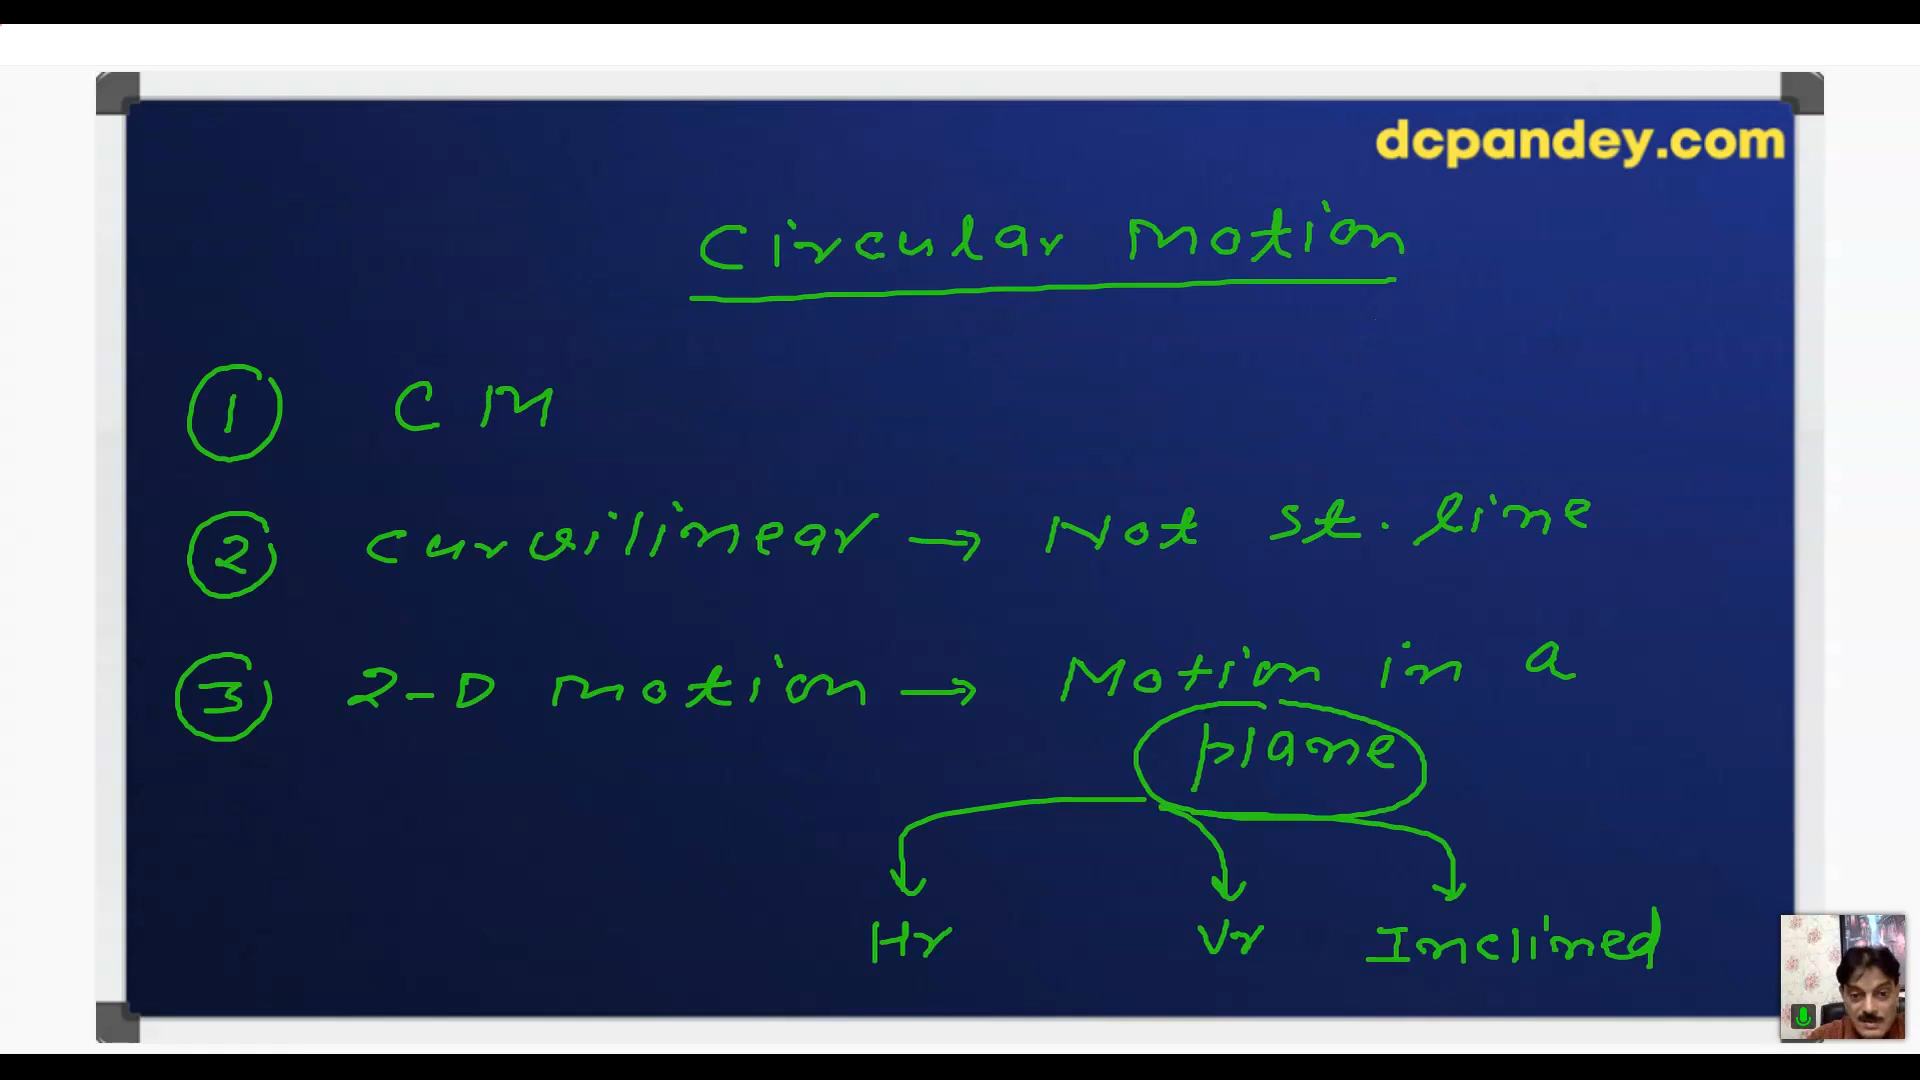 dcpandey.com
Circular Motion
1 CM
2 Curvilinear → Not st. line
3 2-D motion → Motion in a
plane
Hr Vr Inclined